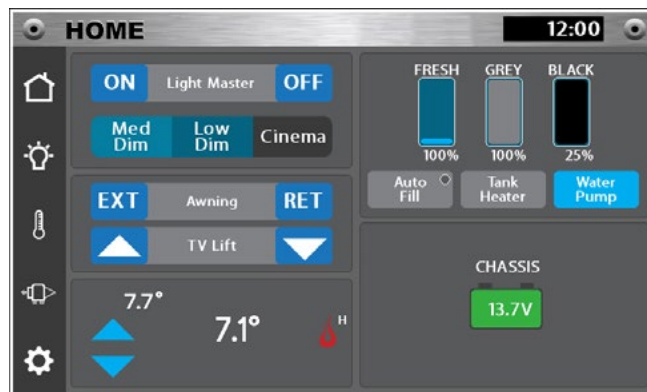 HOME
12:00
ON Light Master OFF
Med Dim
Low Dim
Cinema
EXT Awning RET
TV Lift
7.7°
7.1°
H
FRESH GREY BLACK
100% 100% 25%
Auto Fill
Tank Heater
Water Pump
CHASSIS
13.7V